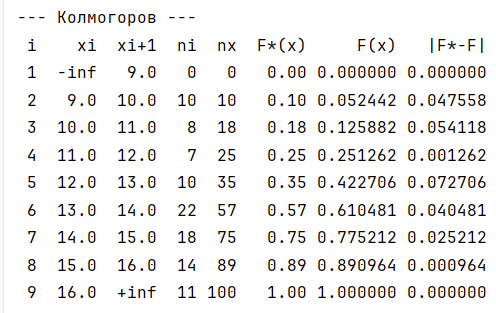 --- Колмогоров ---
i xi xi+1 ni nx F*(x) F(x) |F*-F|
1 -inf 9.0 0 0 0.00 0.000000 0.000000
2 9.0 10.0 10 10 0.10 0.052442 0.047558
3 10.0 11.0 8 18 0.18 0.125882 0.054118
4 11.0 12.0 7 25 0.25 0.251262 0.001262
5 12.0 13.0 10 35 0.35 0.422706 0.072706
6 13.0 14.0 22 57 0.57 0.610481 0.040481
7 14.0 15.0 18 75 0.75 0.775212 0.025212
8 15.0 16.0 14 89 0.89 0.890964 0.000964
9 16.0 +inf 11 100 1.00 1.000000 0.000000